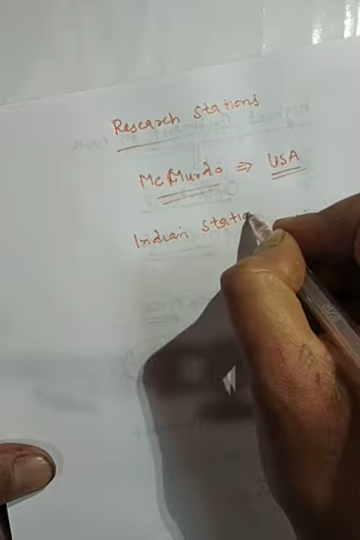 Research Stations
McMurdo ⇒ USA
Indian Statio